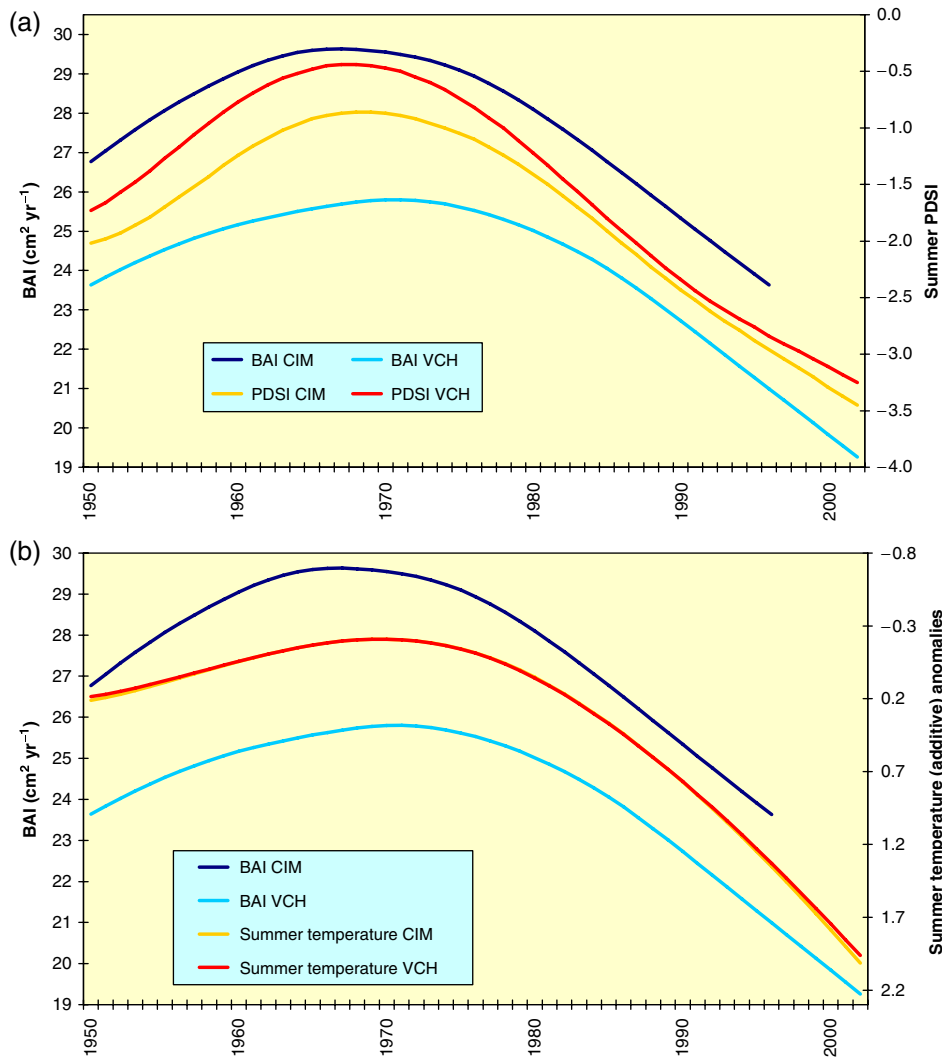 (a)
BAI (cm² yr⁻¹)
30
29
28
27
26
25
24
23
22
21
20
19
0.0
−0.5
−1.0
−1.5
−2.0
−2.5
−3.0
−3.5
−4.0
Summer PDSI
BAI CIM BAI VCH
PDSI CIM PDSI VCH
1950 1960 1970 1980 1990 2000
(b)
BAI (cm² yr⁻¹)
30
29
28
27
26
25
24
23
22
21
20
19
−0.8
−0.3
0.2
0.7
1.2
1.7
2.2
Summer temperature (additive) anomalies
BAI CIM
BAI VCH
Summer temperature CIM
Summer temperature VCH
1950 1960 1970 1980 1990 2000